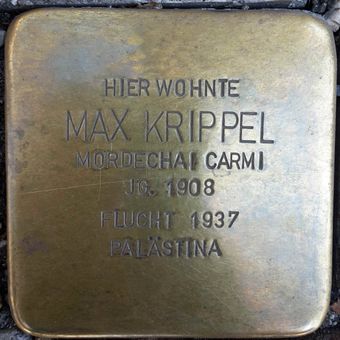 HIER WOHNTE
MAX KRIPPEL
MORDECHAI CARMI
JG. 1908
FLUCHT 1937
PALÄSTINA